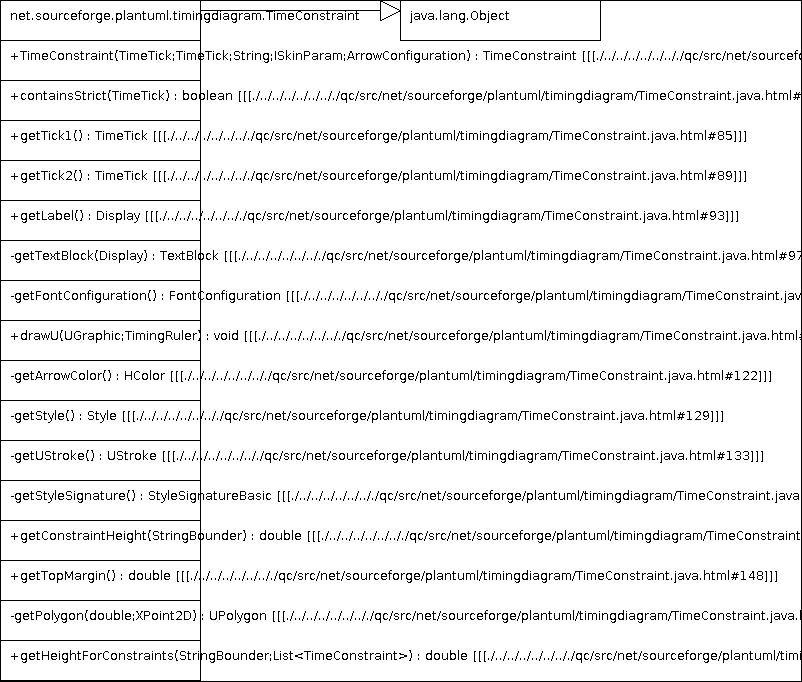 net.sourceforge.plantuml.timingdiagram.TimeConstraint
java.lang.Object
+TimeConstraint(TimeTick;TimeTick;String;ISkinParam;ArrowConfiguration) : TimeConstraint [[[./../../../../../../qc/src/net/sourcef
+containsStrict(TimeTick) : boolean [[[./../../../../../../qc/src/net/sourceforge/plantuml/timingdiagram/TimeConstraint.java.html#
+getTick1() : TimeTick [[[./../../../../../../qc/src/net/sourceforge/plantuml/timingdiagram/TimeConstraint.java.html#85]]]
+getTick2() : TimeTick [[[./../../../../../../qc/src/net/sourceforge/plantuml/timingdiagram/TimeConstraint.java.html#89]]]
+getLabel() : Display [[[./../../../../../../qc/src/net/sourceforge/plantuml/timingdiagram/TimeConstraint.java.html#93]]]
-getTextBlock(Display) : TextBlock [[[./../../../../../../qc/src/net/sourceforge/plantuml/timingdiagram/TimeConstraint.java.html#97
-getFontConfiguration() : FontConfiguration [[[./../../../../../../qc/src/net/sourceforge/plantuml/timingdiagram/TimeConstraint.jav
+drawU(UGraphic;TimingRuler) : void [[[./../../../../../../qc/src/net/sourceforge/plantuml/timingdiagram/TimeConstraint.java.html#
-getArrowColor() : HColor [[[./../../../../../../qc/src/net/sourceforge/plantuml/timingdiagram/TimeConstraint.java.html#122]]]
-getStyle() : Style [[[./../../../../../../qc/src/net/sourceforge/plantuml/timingdiagram/TimeConstraint.java.html#129]]]
-getUStroke() : UStroke [[[./../../../../../../qc/src/net/sourceforge/plantuml/timingdiagram/TimeConstraint.java.html#133]]]
-getStyleSignature() : StyleSignatureBasic [[[./../../../../../../qc/src/net/sourceforge/plantuml/timingdiagram/TimeConstraint.java
+getConstraintHeight(StringBounder) : double [[[./../../../../../../qc/src/net/sourceforge/plantuml/timingdiagram/TimeConstraint
+getTopMargin() : double [[[./../../../../../../qc/src/net/sourceforge/plantuml/timingdiagram/TimeConstraint.java.html#148]]]
-getPolygon(double;XPoint2D) : UPolygon [[[./../../../../../../qc/src/net/sourceforge/plantuml/timingdiagram/TimeConstraint.java.
+getHeightForConstraints(StringBounder;List<TimeConstraint>) : double [[[./../../../../../../qc/src/net/sourceforge/plantuml/timi